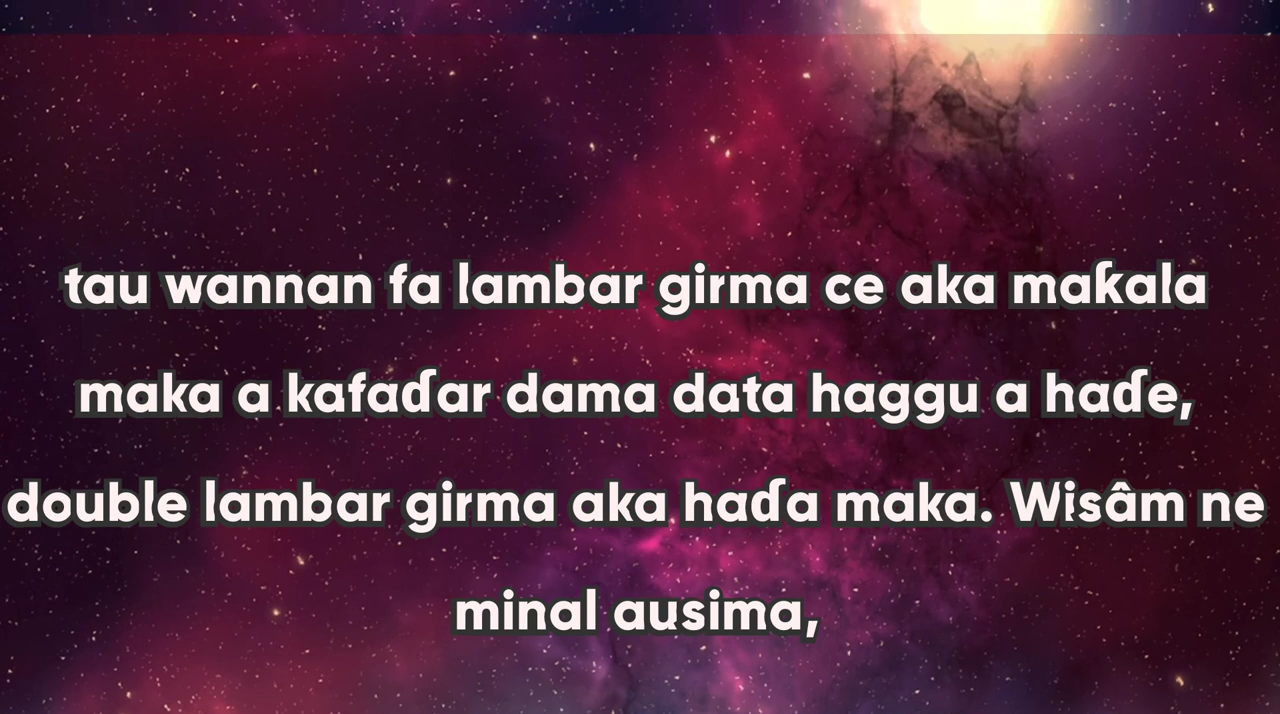 tau wannan fa lambar girma ce aka maƙala
maka a kafaɗar dama data haggu a haɗe,
double lambar girma aka haɗa maka. Wisâm ne
minal ausima,